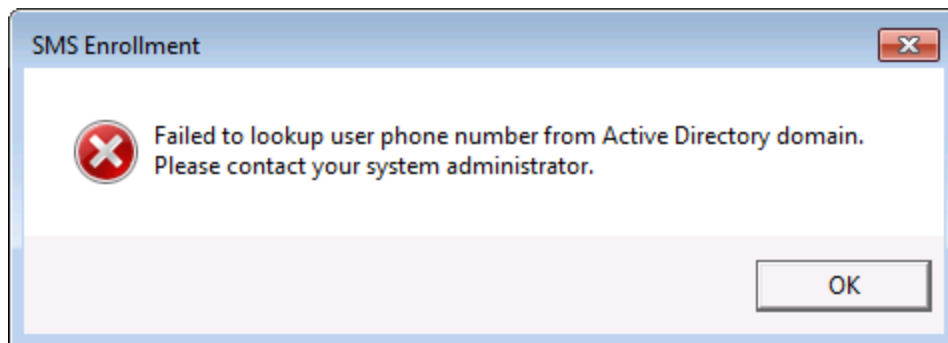 SMS Enrollment
Failed to lookup user phone number from Active Directory domain.
Please contact your system administrator.
OK